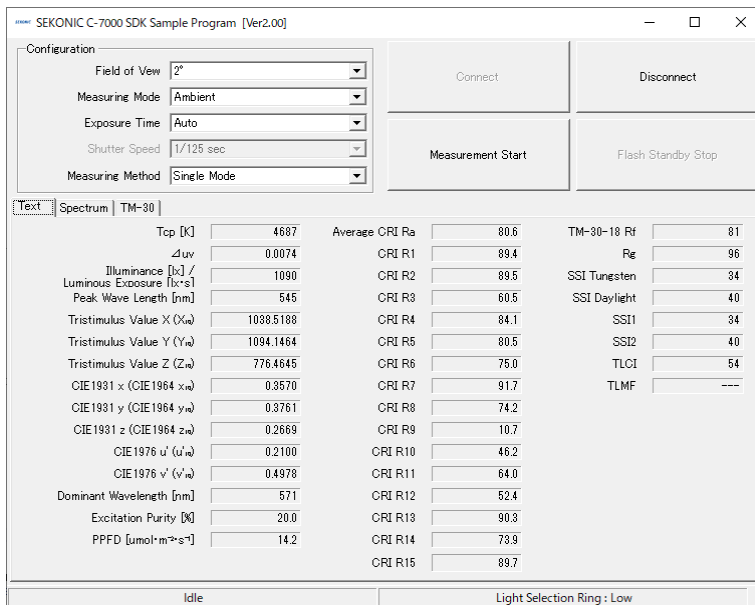 SEKONIC SEKONIC C-7000 SDK Sample Program [Ver2.00]
Configuration
Field of Vew 2°
Measuring Mode Ambient
Exposure Time Auto
Shutter Speed 1/125 sec
Measuring Method Single Mode
Connect Disconnect
Measurement Start Flash Standby Stop
Text Spectrum TM-30
Tcp [K] 4687
⊿uv 0.0074
Illuminance [lx] /
Luminous Exposure [lx・s] 1090
Peak Wave Length [nm] 545
Tristimulus Value X (X₁₀) 1038.5188
Tristimulus Value Y (Y₁₀) 1094.1464
Tristimulus Value Z (Z₁₀) 776.4645
CIE1931 x (CIE1964 x₁₀) 0.3570
CIE1931 y (CIE1964 y₁₀) 0.3761
CIE1931 z (CIE1964 z₁₀) 0.2669
CIE1976 u' (u'₁₀) 0.2100
CIE1976 v' (v'₁₀) 0.4978
Dominant Wavelength [nm] 571
Excitation Purity [%] 20.0
PPFD [umol・m⁻²・s⁻¹] 14.2
Average CRI Ra 80.6
CRI R1 89.4
CRI R2 89.5
CRI R3 60.5
CRI R4 84.1
CRI R5 80.5
CRI R6 75.0
CRI R7 91.7
CRI R8 74.2
CRI R9 10.7
CRI R10 46.2
CRI R11 64.0
CRI R12 52.4
CRI R13 90.3
CRI R14 73.9
CRI R15 89.7
TM-30-18 Rf 81
Rg 96
SSI Tungsten 34
SSI Daylight 40
SSI1 34
SSI2 40
TLCI 54
TLMF ---
Idle Light Selection Ring : Low